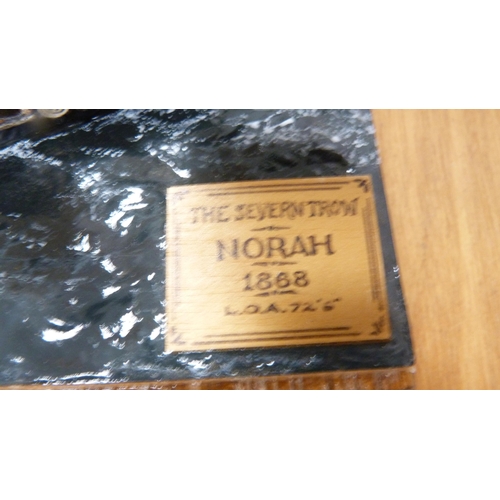 THE SEVERN TROW
NORAH
1868
L.O.A. 72'6"